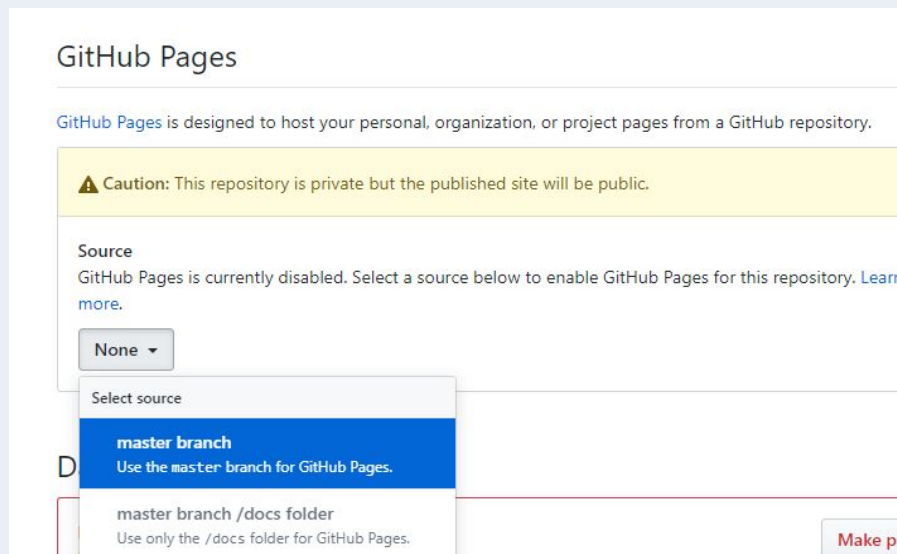 GitHub Pages
GitHub Pages is designed to host your personal, organization, or project pages from a GitHub repository.
Caution: This repository is private but the published site will be public.
Source
GitHub Pages is currently disabled. Select a source below to enable GitHub Pages for this repository. Learn
more.
None
Select source
master branch
Use the master branch for GitHub Pages.
D
master branch /docs folder
Use only the /docs folder for GitHub Pages.
Make p